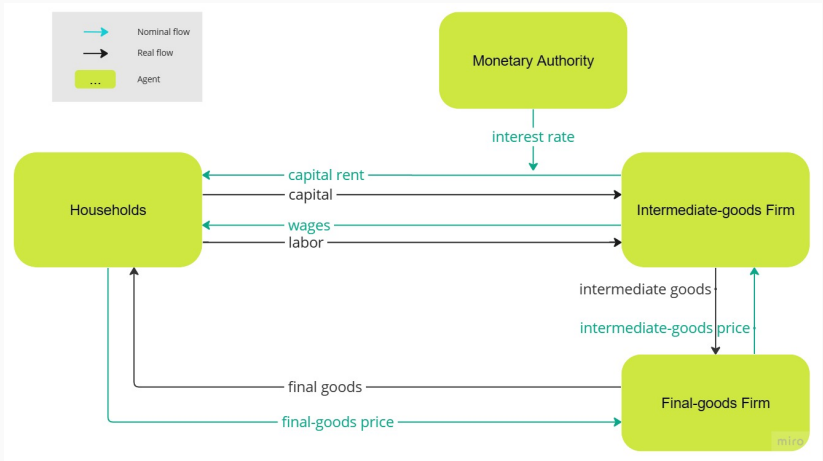 Nominal flow
Real flow
...
Agent
Monetary Authority
interest rate
capital rent
capital
Households
Intermediate-goods Firm
wages
labor
intermediate goods
intermediate-goods price
final goods
Final-goods Firm
final-goods price
miro